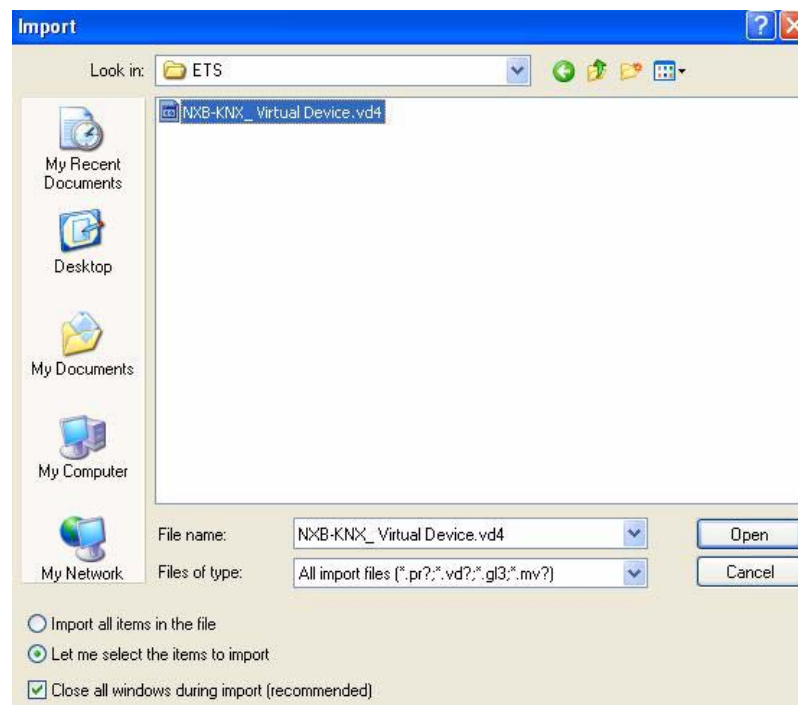 Import
Look in: ETS
NXB-KNX_ Virtual Device.vd4
My Recent
Documents
Desktop
My Documents
My Computer
My Network
File name: NXB-KNX_ Virtual Device.vd4 Open
Files of type: All import files (*.pr?;*.vd?;*.gl3;*.mv?) Cancel
Import all items in the file
Let me select the items to import
Close all windows during import (recommended)